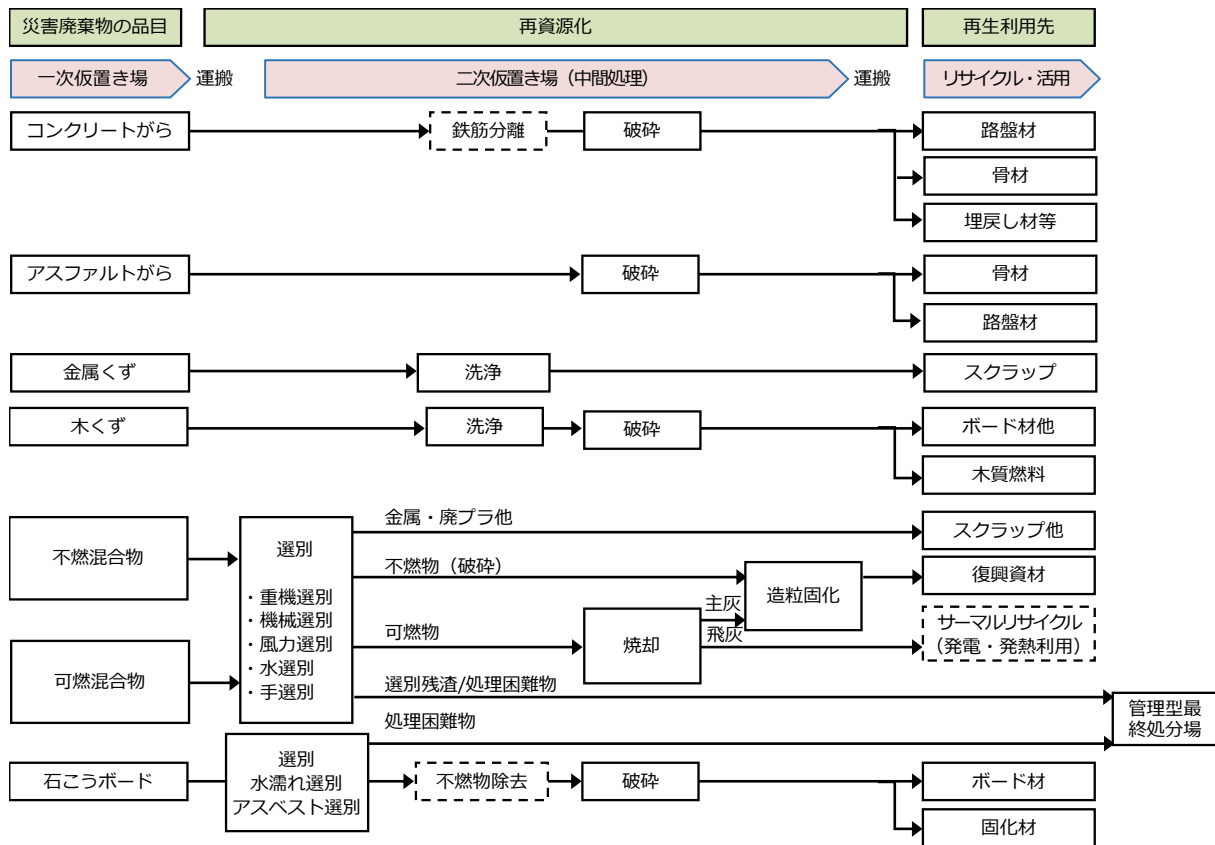 災害廃棄物の品目
再資源化
再生利用先
一次仮置き場
運搬
二次仮置き場（中間処理）
運搬
リサイクル・活用
コンクリートがら
鉄筋分離
破砕
路盤材
骨材
埋戻し材等
アスファルトがら
破砕
骨材
路盤材
金属くず
洗浄
スクラップ
木くず
洗浄
破砕
ボード材他
木質燃料
不燃混合物
可燃混合物
選別
・重機選別
・機械選別
・風力選別
・水選別
・手選別
金属・廃プラ他
スクラップ他
不燃物（破砕）
造粒固化
復興資材
可燃物
焼却
主灰
飛灰
サーマルリサイクル
（発電・発熱利用）
選別残渣/処理困難物
処理困難物
管理型最
終処分場
石こうボード
選別
水濡れ選別
アスベスト選別
不燃物除去
破砕
ボード材
固化材